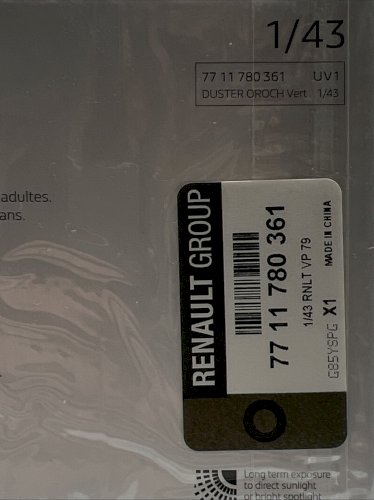 1/43
77 11 780 361 UV1
DUSTER OROCH Vert 1/43
adultes.
ans.
RENAULT GROUP
77 11 780 361
1/43 RNLT VP 79
G85Y8PG X1 MADE IN CHINA
Long term exposure
to direct sunlight
or bright spotlight